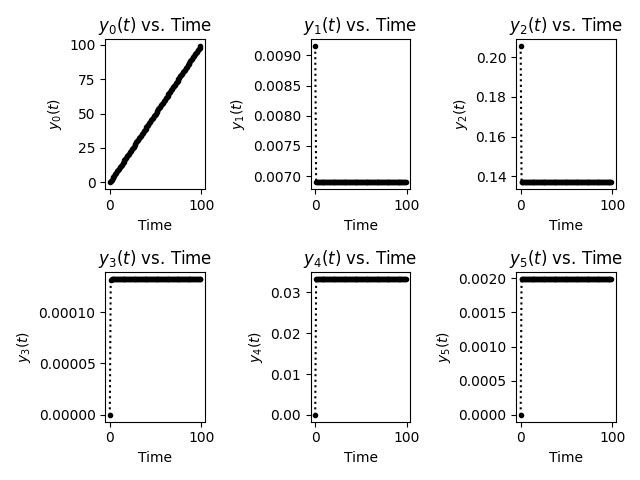 y₀(t) vs. Time
y₁(t) vs. Time
y₂(t) vs. Time
100
75
50
25
0
y₀(t)
0 100
Time
0.0090
0.0085
0.0080
0.0075
0.0070
y₁(t)
0 100
Time
0.20
0.18
0.16
0.14
y₂(t)
0 100
Time
y₃(t) vs. Time
y₄(t) vs. Time
y₅(t) vs. Time
0.00010
0.00005
0.00000
y₃(t)
0 100
Time
0.03
0.02
0.01
0.00
y₄(t)
0 100
Time
0.0020
0.0015
0.0010
0.0005
0.0000
y₅(t)
0 100
Time